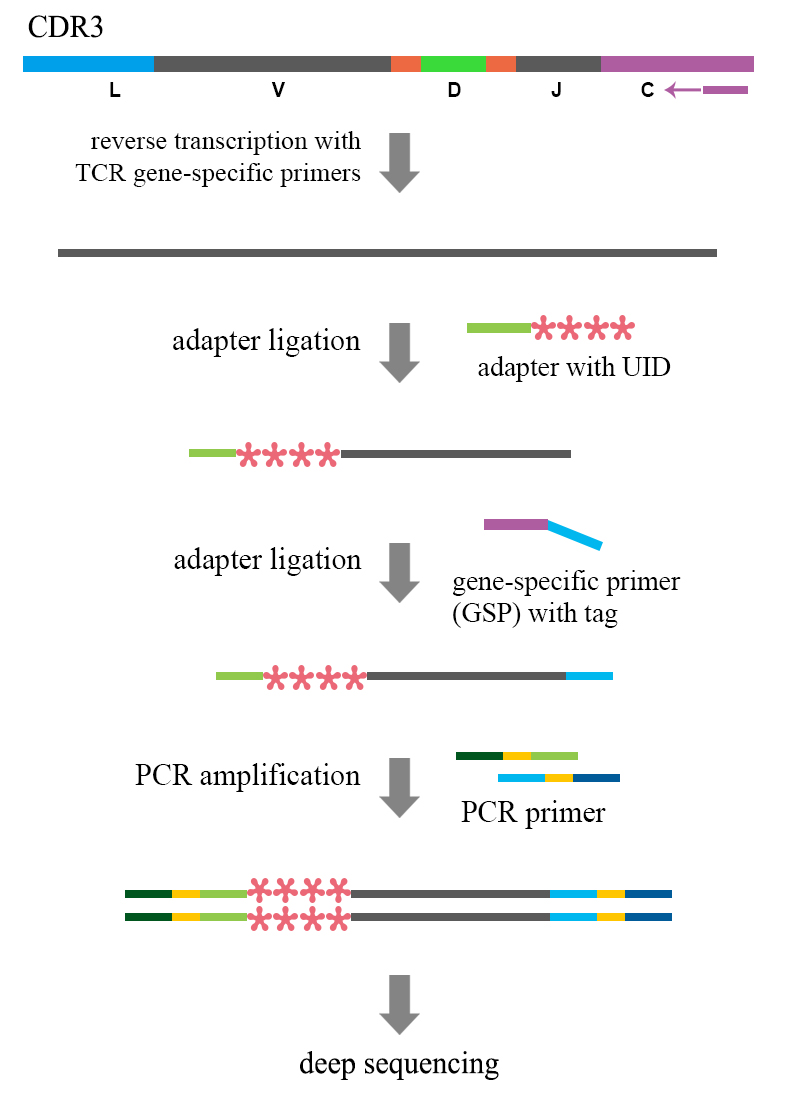 CDR3
L V D J C
reverse transcription with
TCR gene-specific primers
adapter ligation
adapter with UID
adapter ligation
gene-specific primer
(GSP) with tag
PCR amplification
PCR primer
deep sequencing